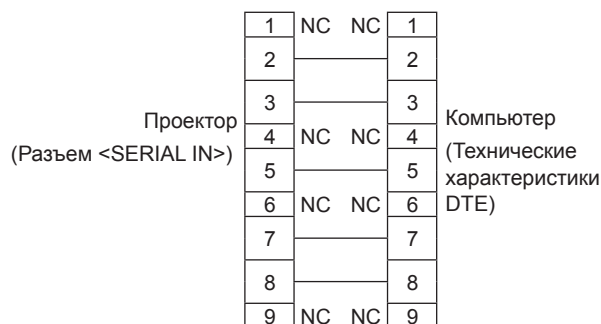 1 NC NC 1
2 2
3 3
Проектор
(Разъем <SERIAL IN>)
4 NC NC 4
5 5
6 NC NC 6
7 7
8 8
9 NC NC 9
Компьютер
(Технические
характеристики
DTE)